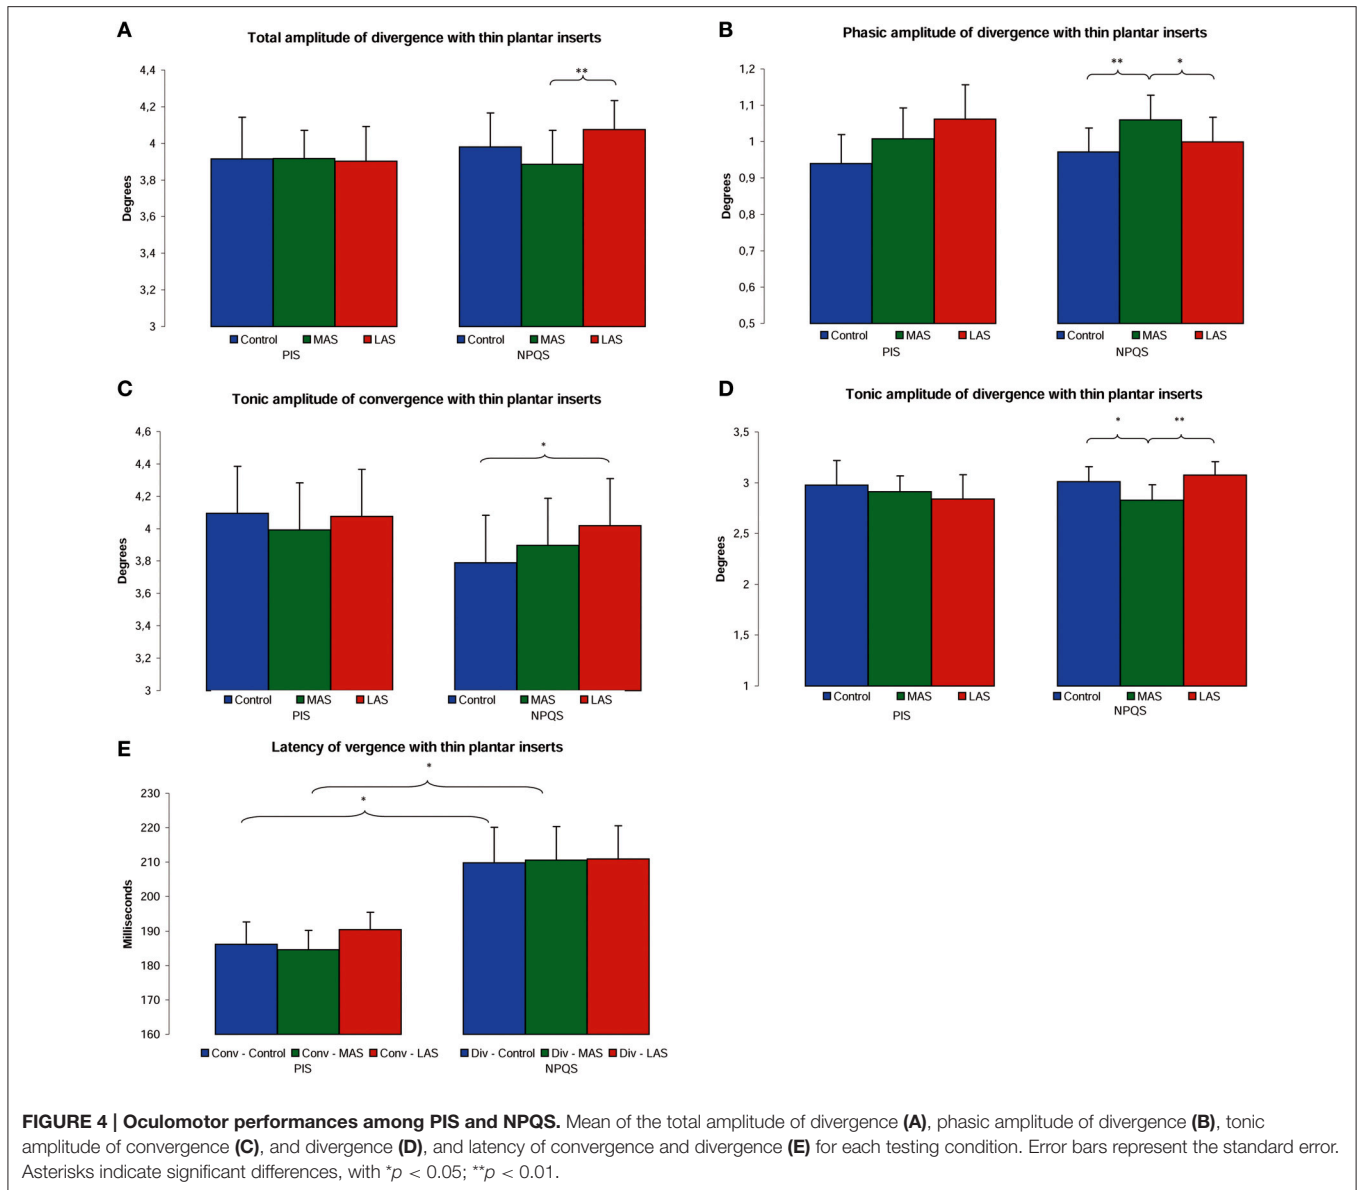 A
Total amplitude of divergence with thin plantar inserts
4,4
4,2
4
3,8
3,6
3,4
3,2
3
Degrees
**
Control MAS LAS
PIS
Control MAS LAS
NPQS
B
Phasic amplitude of divergence with thin plantar inserts
1,2
1,1
1
0,9
0,8
0,7
0,6
0,5
Degrees
** *
Control MAS LAS
PIS
Control MAS LAS
NPQS
C
Tonic amplitude of convergence with thin plantar inserts
4,6
4,4
4,2
4
3,8
3,6
3,4
3,2
3
Degrees
*
Control MAS LAS
PIS
Control MAS LAS
NPQS
D
Tonic amplitude of divergence with thin plantar inserts
3,5
3
2,5
2
1,5
1
Degrees
* **
Control MAS LAS
PIS
Control MAS LAS
NPQS
E
Latency of vergence with thin plantar inserts
230
220
210
200
190
180
170
160
Milliseconds
*
*
Conv - Control Conv - MAS Conv - LAS
PIS
Div - Control Div - MAS Div - LAS
NPQS
FIGURE 4 | Oculomotor performances among PIS and NPQS. Mean of the total amplitude of divergence (A), phasic amplitude of divergence (B), tonic
amplitude of convergence (C), and divergence (D), and latency of convergence and divergence (E) for each testing condition. Error bars represent the standard error.
Asterisks indicate significant differences, with *p < 0.05; **p < 0.01.